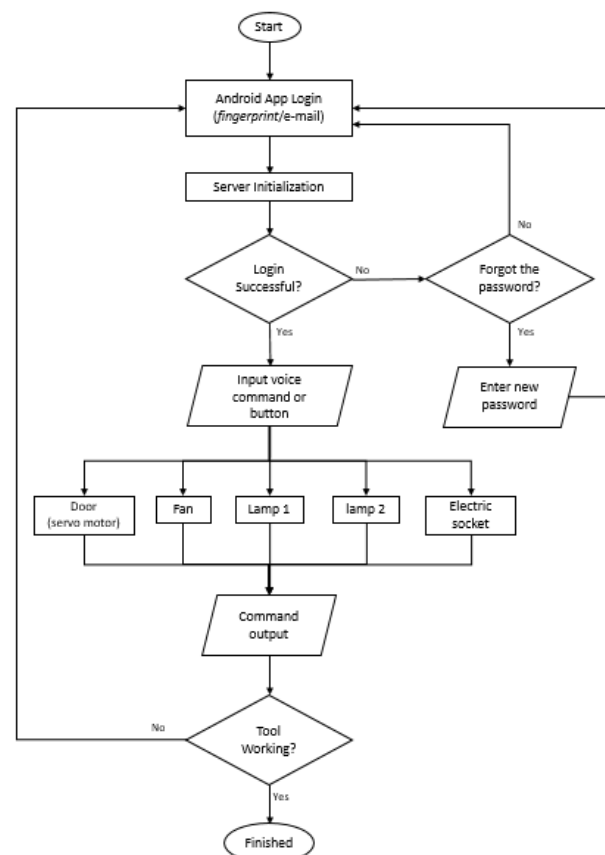 Start
Android App Login
(fingerprint/e-mail)
Server Initialization
No
Login
Successful?
No
Forgot the
password?
Yes
Yes
Input voice
command or
button
Enter new
password
Door
(servo motor)
Fan
Lamp 1
lamp 2
Electric
socket
Command
output
No
Tool
Working?
Yes
Finished